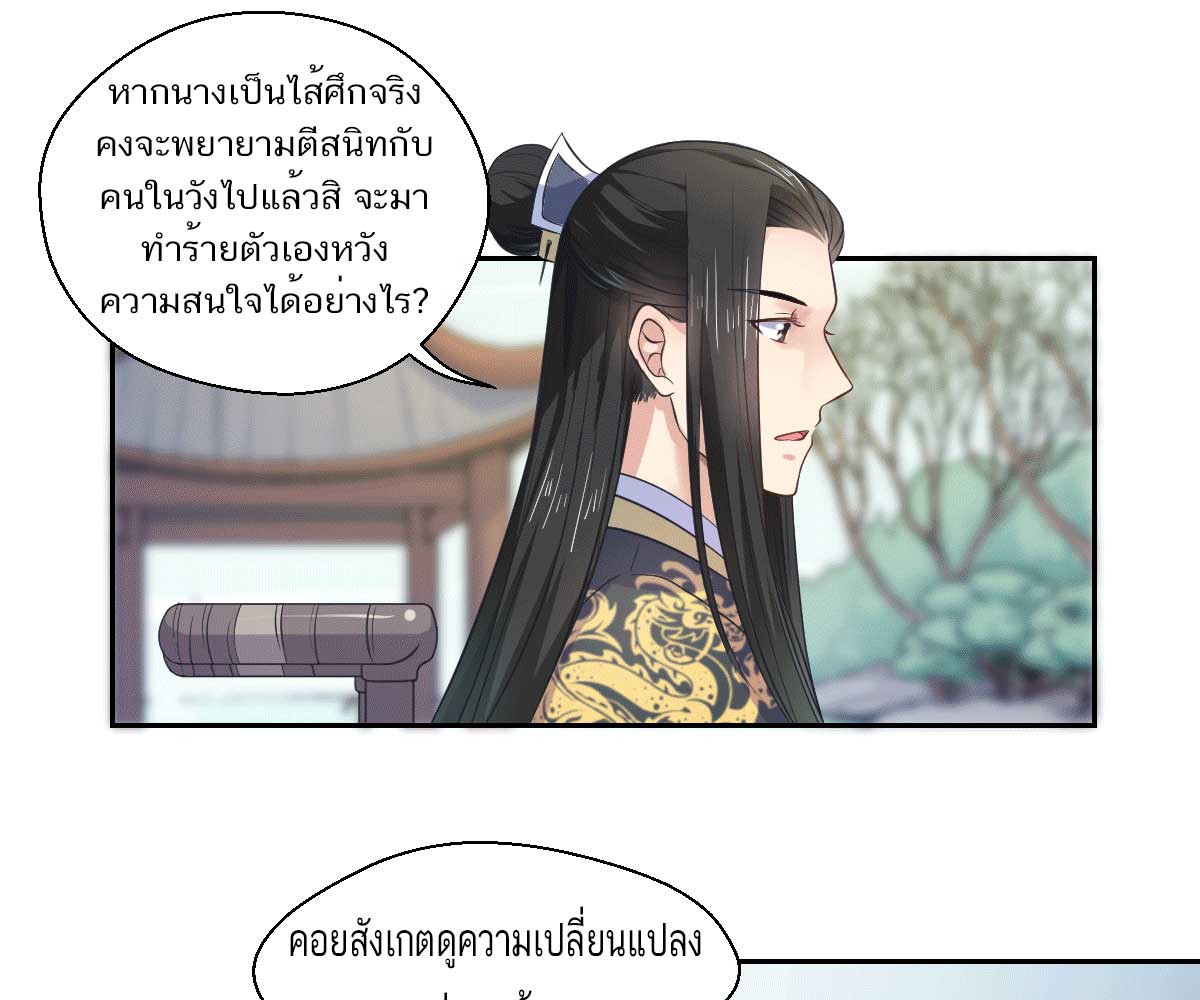 หากนางเป็นไส้ศึกจริง
คงจะพยายามตีสนิทกับ
คนในวังไปแล้วสิ จะมา
ทำร้ายตัวเองหวัง
ความสนใจได้อย่างไร?
คอยสังเกตดูความเปลี่ยนแปลง